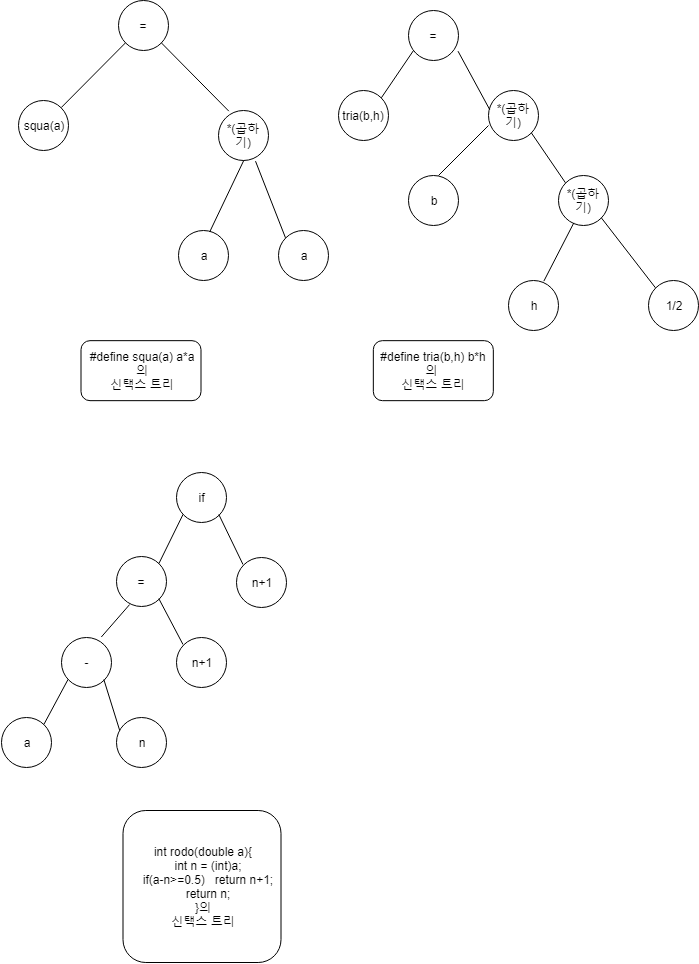 =
squa(a)
*(곱하
기)
a
a
=
tria(b,h)
*(곱하
기)
b
*(곱하
기)
h
1/2
#define squa(a) a*a
의
신택스 트리
#define tria(b,h) b*h
의
신택스 트리
if
=
n+1
-
n+1
a
n
int rodo(double a){
int n = (int)a;
if(a-n>=0.5) return n+1;
return n;
}의
신택스 트리